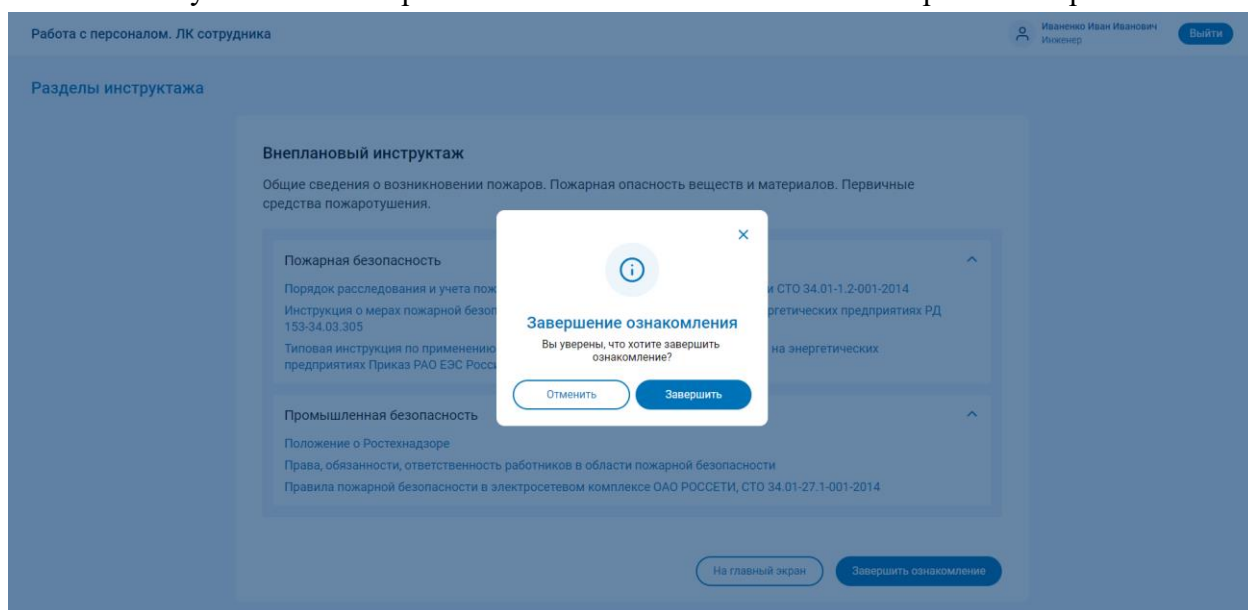 Работа с персоналом. ЛК сотрудника
Иваненко Иван Иванович
Инженер
Выйти
Разделы инструктажа
Внеплановый инструктаж
Общие сведения о возникновении пожаров. Пожарная опасность веществ и материалов. Первичные
средства пожаротушения.
Пожарная безопасность
Порядок расследования и учета пож
и СТО 34.01-1.2-001-2014
Инструкция о мерах пожарной безоп
ргетических предприятиях РД
153-34.03.305
Типовая инструкция по применению
на энергетических
предприятиях Приказ РАО ЕЭС Росси
Завершение ознакомления
Вы уверены, что хотите завершить
ознакомление?
Отменить
Завершить
Промышленная безопасность
Положение о Ростехнадзоре
Права, обязанности, ответственность работников в области пожарной безопасности
Правила пожарной безопасности в электросетевом комплексе ОАО РОССЕТИ, СТО 34.01-27.1-001-2014
На главный экран
Завершить ознакомление